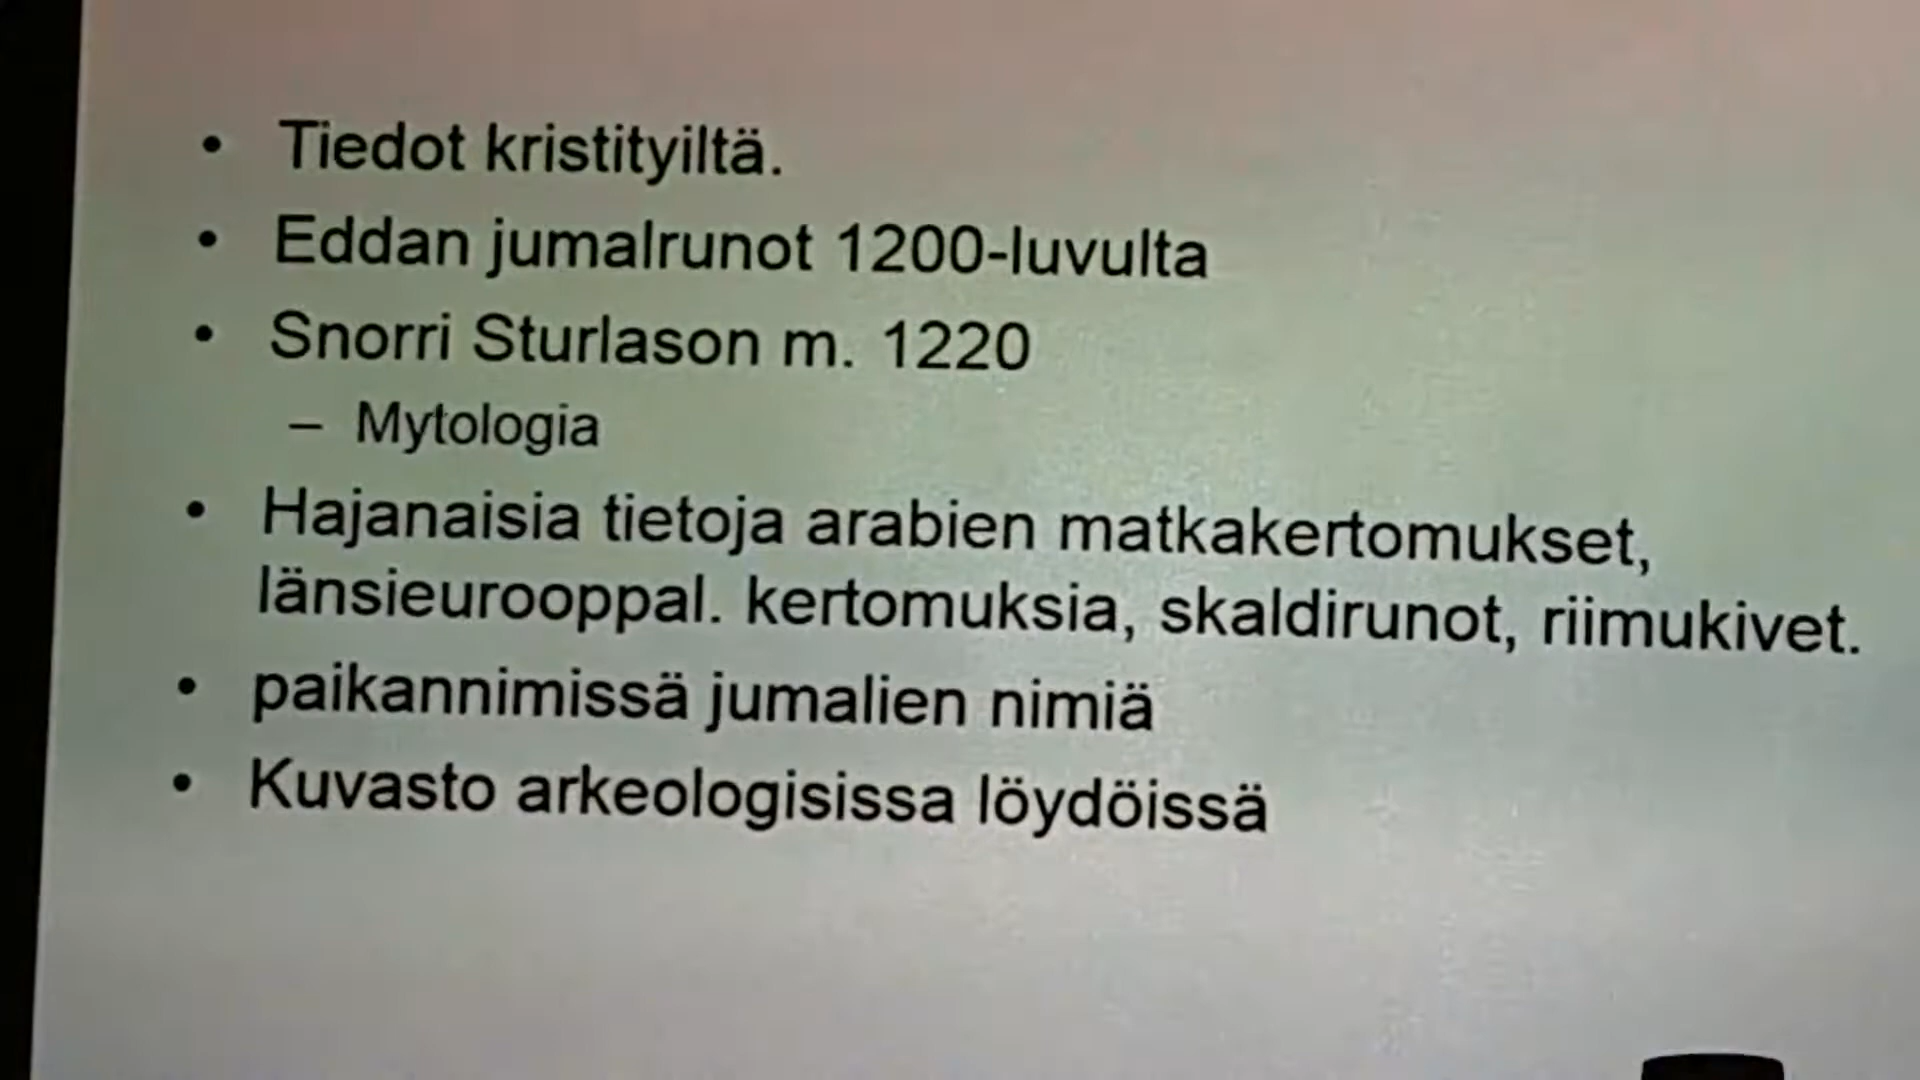 • Tiedot kristityiltä.
• Eddan jumalrunot 1200-luvulta
• Snorri Sturlason m. 1220
– Mytologia
• Hajanaisia tietoja arabien matkakertomukset,
länsieurooppal. kertomuksia, skaldirunot, riimukivet.
• paikannimissä jumalien nimiä
• Kuvasto arkeologisissa löydöissä